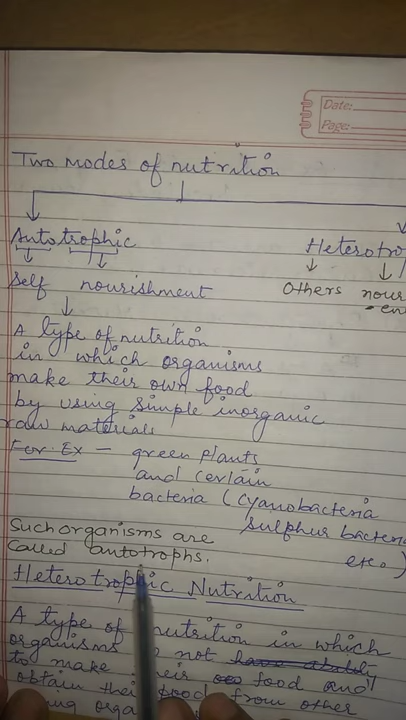 Date:
Page:
Two modes of nutrition
Autotrophic Heterotro
Self nourishment Others nour
A type of nutrition
in which organisms
make their own food
by using simple inorganic
raw materials
For. Ex - green plants
and certain
bacteria (Cyanobacteria
sulphur bacteria
etc.)
Such organisms are
called autotrophs.
Heterotrophic Nutrition
A type of nutrition in which
organisms not
to make their food and
obtain their food from other